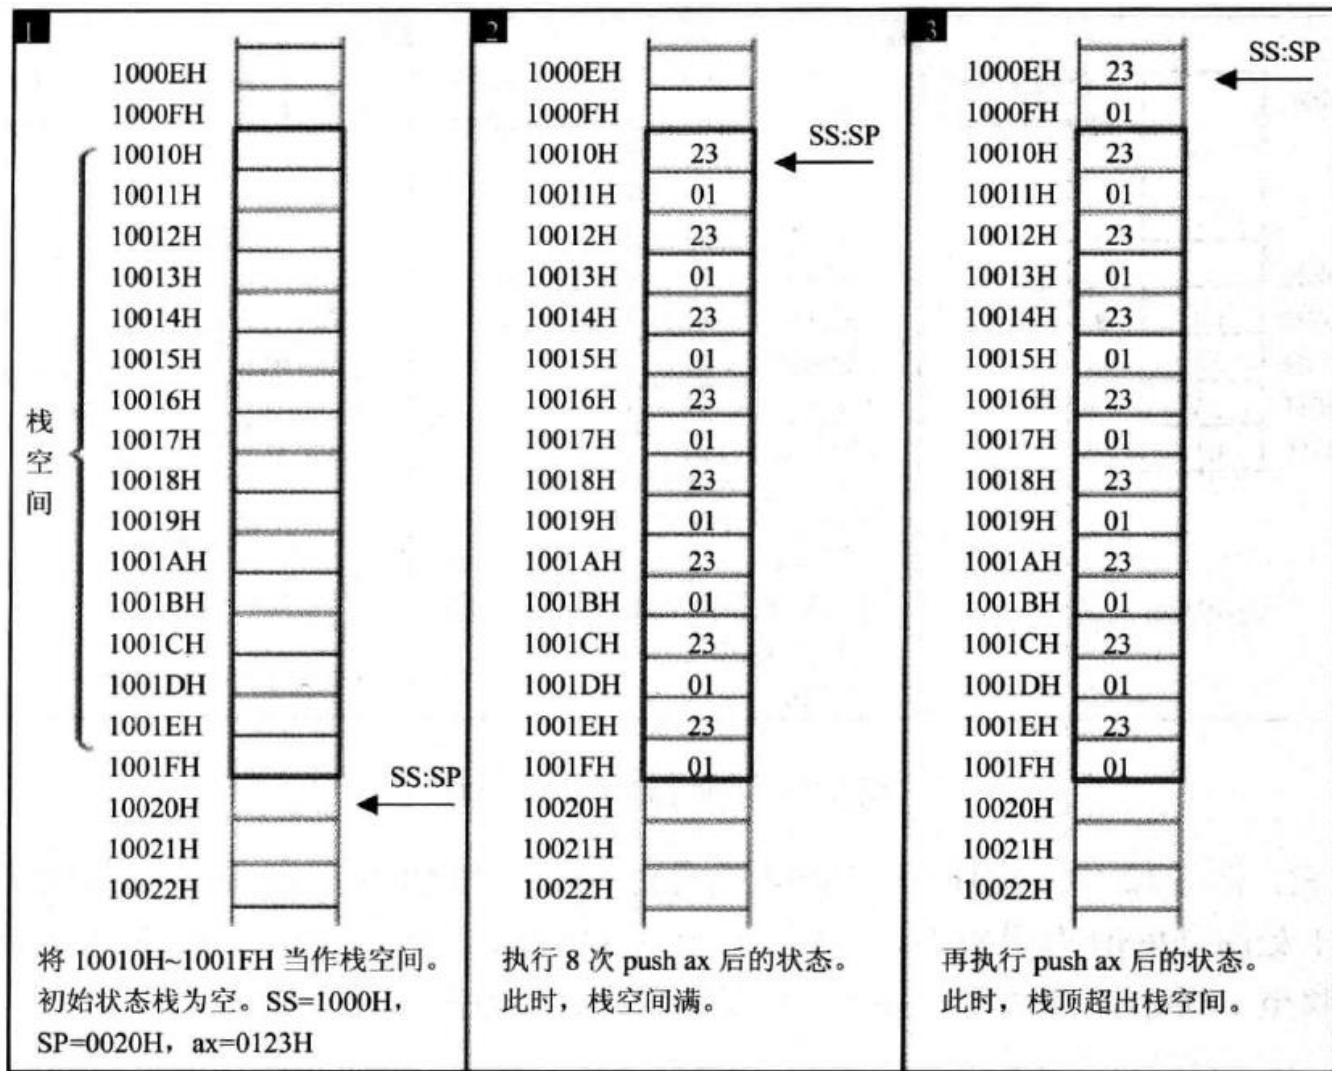 1
1000EH
1000FH
10010H
10011H
10012H
10013H
10014H
10015H
10016H
10017H
10018H
10019H
1001AH
1001BH
1001CH
1001DH
1001EH
1001FH
10020H
10021H
10022H
栈空间
SS:SP
将 10010H~1001FH 当作栈空间。
初始状态栈为空。SS=1000H,
SP=0020H, ax=0123H
2
1000EH
1000FH
10010H 23
10011H 01
10012H 23
10013H 01
10014H 23
10015H 01
10016H 23
10017H 01
10018H 23
10019H 01
1001AH 23
1001BH 01
1001CH 23
1001DH 01
1001EH 23
1001FH 01
10020H
10021H
10022H
SS:SP
执行 8 次 push ax 后的状态。
此时，栈空间满。
3
1000EH 23
1000FH 01
10010H 23
10011H 01
10012H 23
10013H 01
10014H 23
10015H 01
10016H 23
10017H 01
10018H 23
10019H 01
1001AH 23
1001BH 01
1001CH 23
1001DH 01
1001EH 23
1001FH 01
10020H
10021H
10022H
SS:SP
再执行 push ax 后的状态。
此时，栈顶超出栈空间。